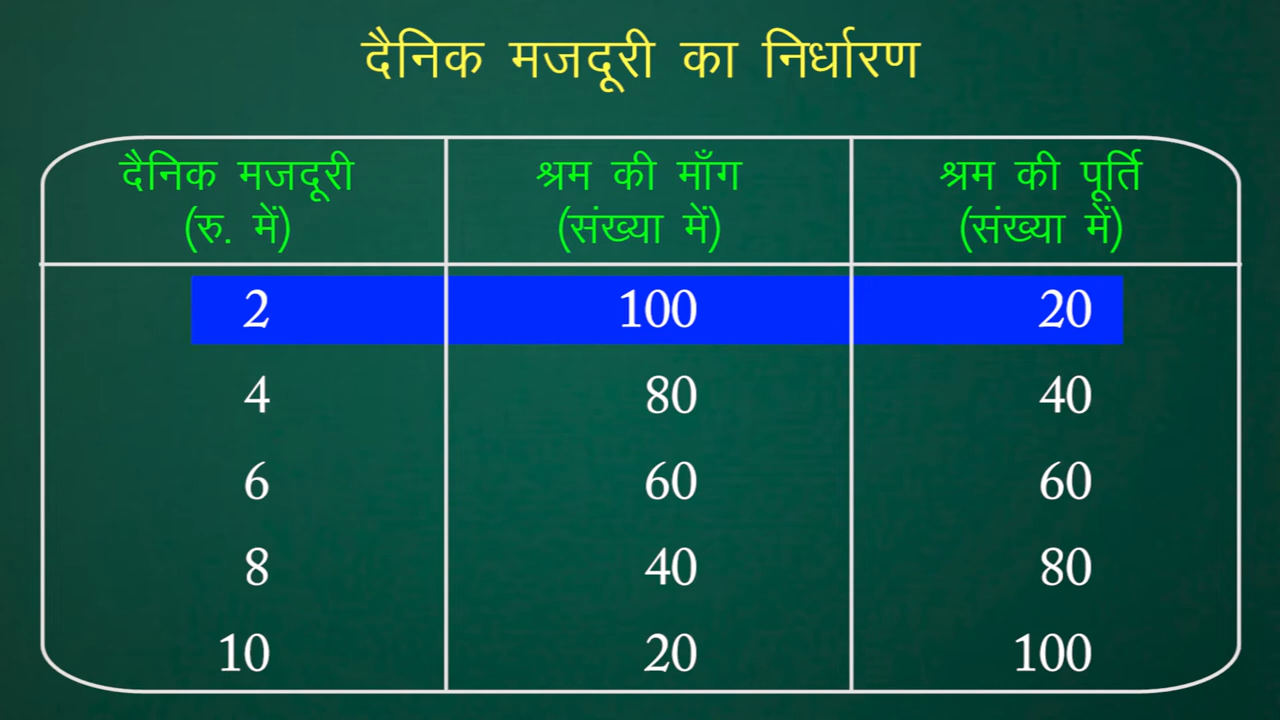 दैनिक मजदूरी का निर्धारण
दैनिक मजदूरी (रु. में) श्रम की माँग (संख्या में) श्रम की पूर्ति (संख्या में)
2 100 20
4 80 40
6 60 60
8 40 80
10 20 100